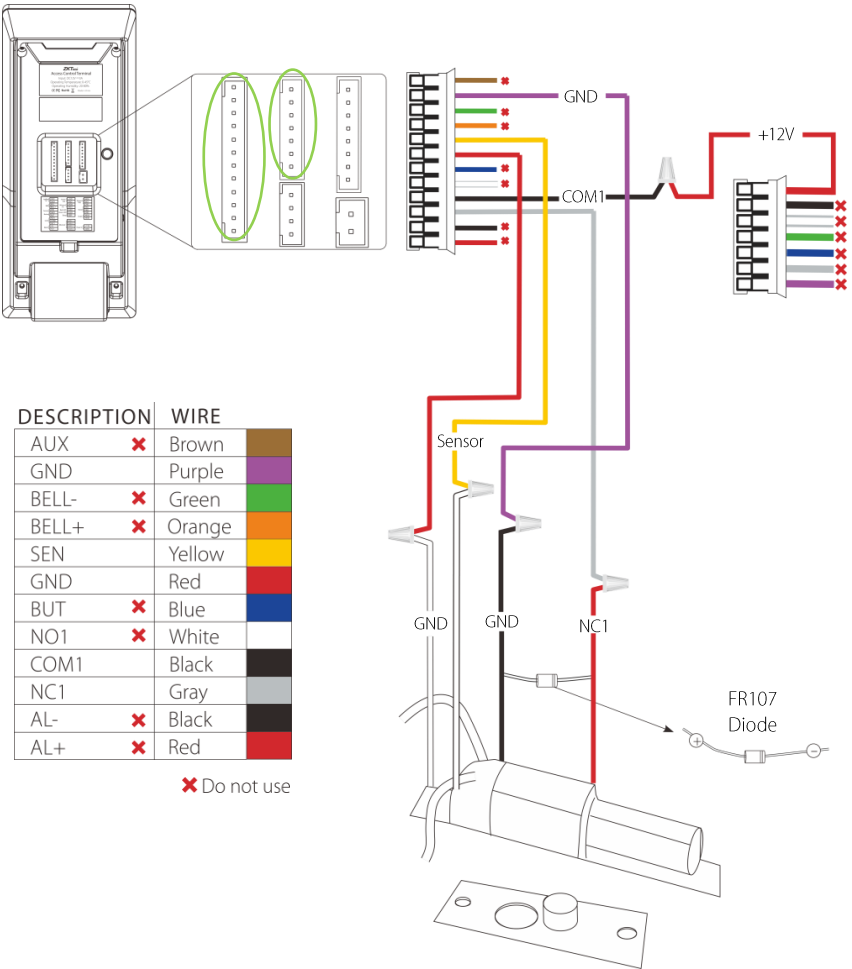 ZKTeco
Access Control Terminal
GND
+12V
COM1
DESCRIPTION WIRE
AUX Brown
GND Purple
BELL- Green
BELL+ Orange
SEN Yellow
GND Red
BUT Blue
NO1 White
COM1 Black
NC1 Gray
AL- Black
AL+ Red
Do not use
Sensor
GND
GND
NC1
FR107
Diode
+
-